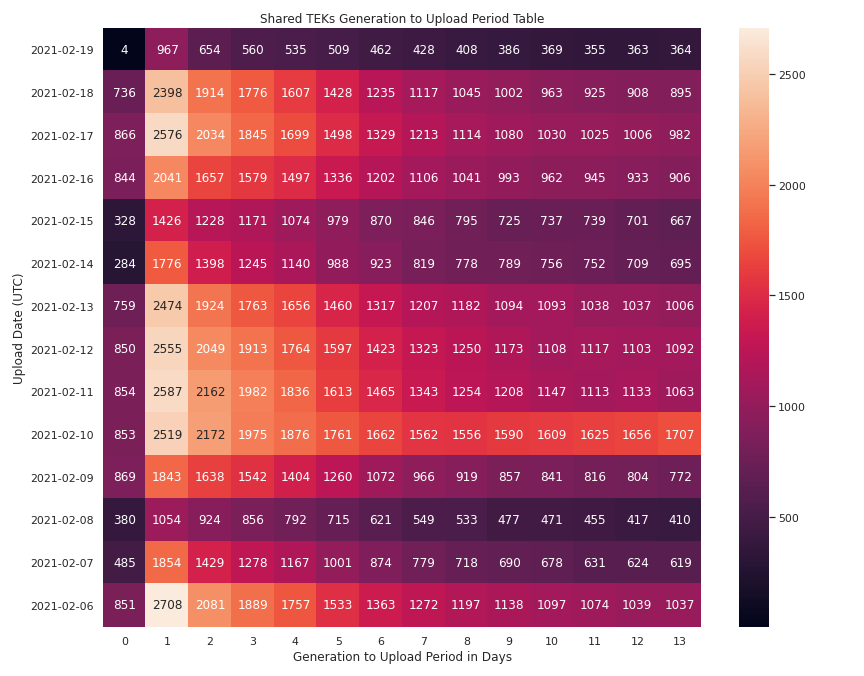 Shared TEKs Generation to Upload Period Table
Upload Date (UTC)
2021-02-19 4 967 654 560 535 509 462 428 408 386 369 355 363 364
2021-02-18 736 2398 1914 1776 1607 1428 1235 1117 1045 1002 963 925 908 895
2021-02-17 866 2576 2034 1845 1699 1498 1329 1213 1114 1080 1030 1025 1006 982
2021-02-16 844 2041 1657 1579 1497 1336 1202 1106 1041 993 962 945 933 906
2021-02-15 328 1426 1228 1171 1074 979 870 846 795 725 737 739 701 667
2021-02-14 284 1776 1398 1245 1140 988 923 819 778 789 756 752 709 695
2021-02-13 759 2474 1924 1763 1656 1460 1317 1207 1182 1094 1093 1038 1037 1006
2021-02-12 850 2555 2049 1913 1764 1597 1423 1323 1250 1173 1108 1117 1103 1092
2021-02-11 854 2587 2162 1982 1836 1613 1465 1343 1254 1208 1147 1113 1133 1063
2021-02-10 853 2519 2172 1975 1876 1761 1662 1562 1556 1590 1609 1625 1656 1707
2021-02-09 869 1843 1638 1542 1404 1260 1072 966 919 857 841 816 804 772
2021-02-08 380 1054 924 856 792 715 621 549 533 477 471 455 417 410
2021-02-07 485 1854 1429 1278 1167 1001 874 779 718 690 678 631 624 619
2021-02-06 851 2708 2081 1889 1757 1533 1363 1272 1197 1138 1097 1074 1039 1037
0 1 2 3 4 5 6 7 8 9 10 11 12 13
Generation to Upload Period in Days
2500
2000
1500
1000
500